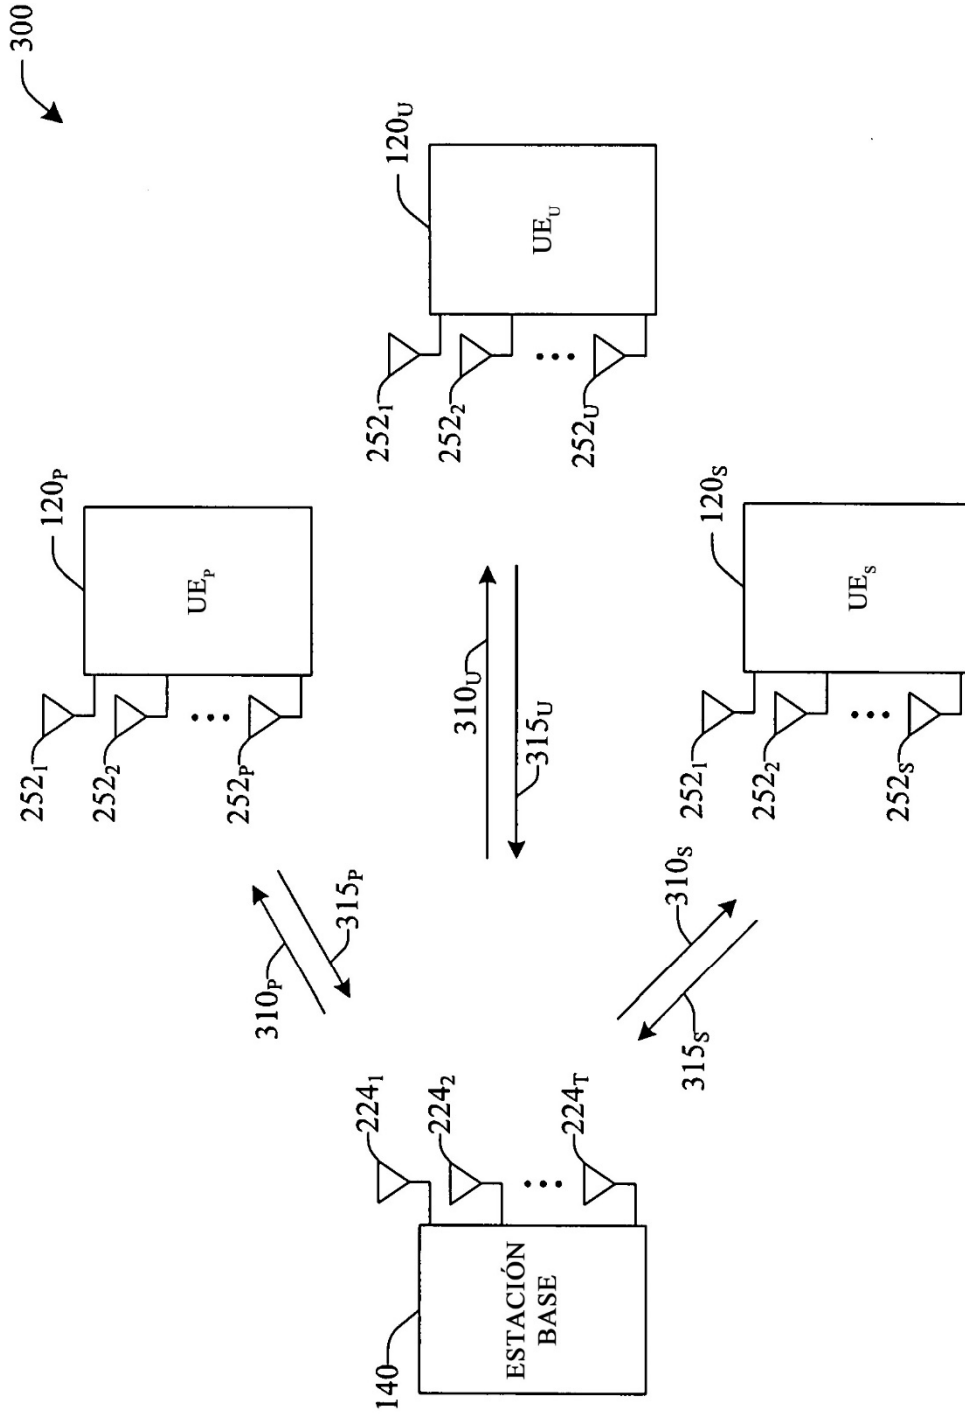 300
120ₚ
UEₚ
252₁
252₂
252ₚ
310ₚ
315ₚ
120ᵤ
UEᵤ
252₁
252₂
252ᵤ
310ᵤ
315ᵤ
224₁
224₂
224_T
140
ESTACIÓN
BASE
310ₛ
315ₛ
120ₛ
UEₛ
252₁
252₂
252ₛ